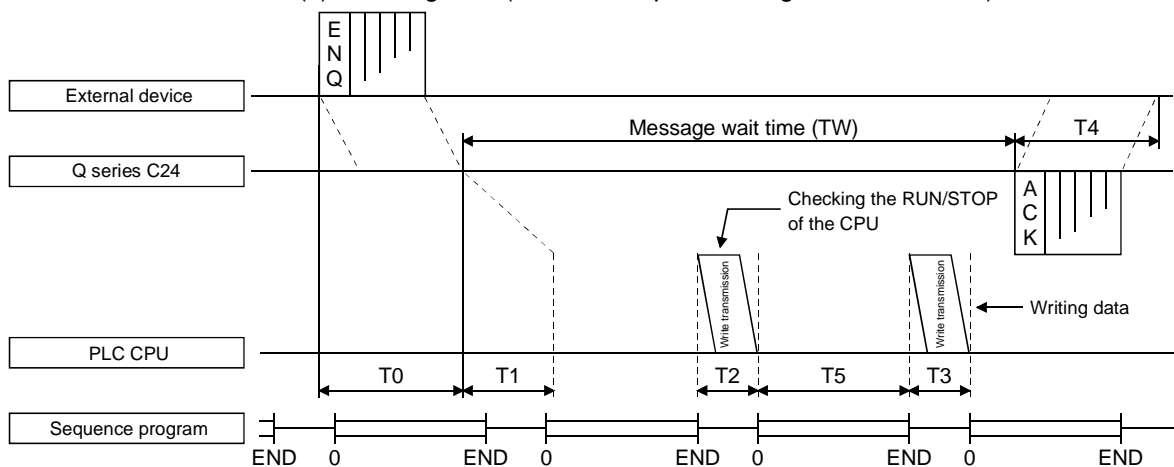 E
N
Q
External device
Message wait time (TW)
T4
Q series C24
A
C
K
Checking the RUN/STOP
of the CPU
Write transmission
Write transmission
Writing data
PLC CPU
T0
T1
T2
T5
T3
Sequence program
END
0
END
0
END
0
END
0
END